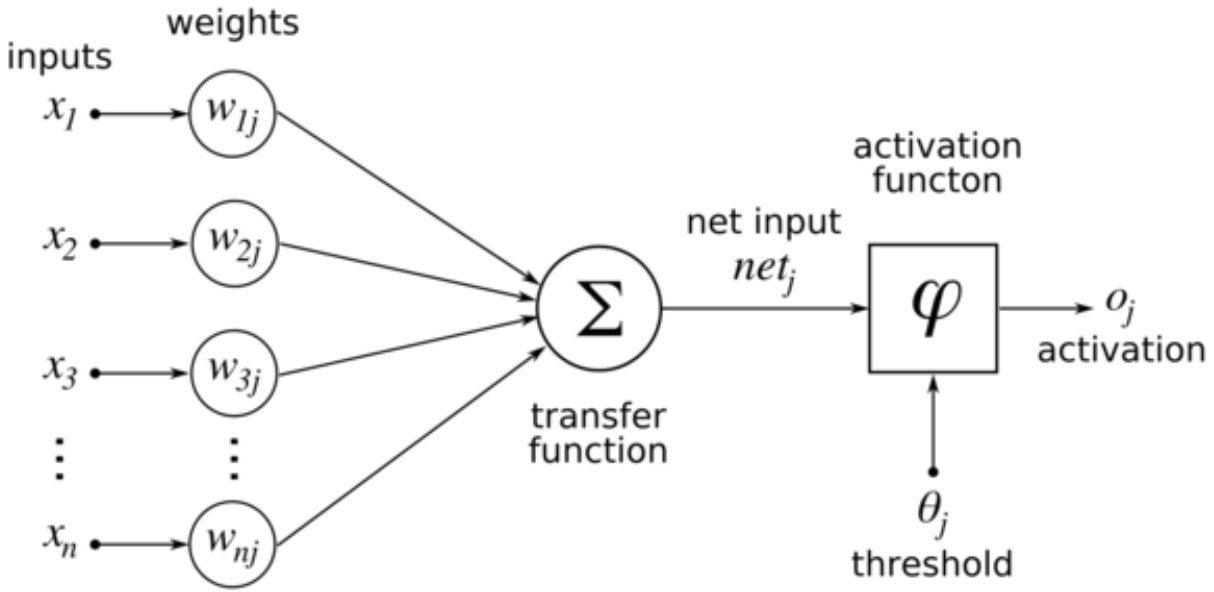 weights
inputs
x1
w1j
x2
w2j
x3
w3j
xn
wnj
Σ
transfer
function
net input
netj
activation
functon
φ
oj
activation
θj
threshold